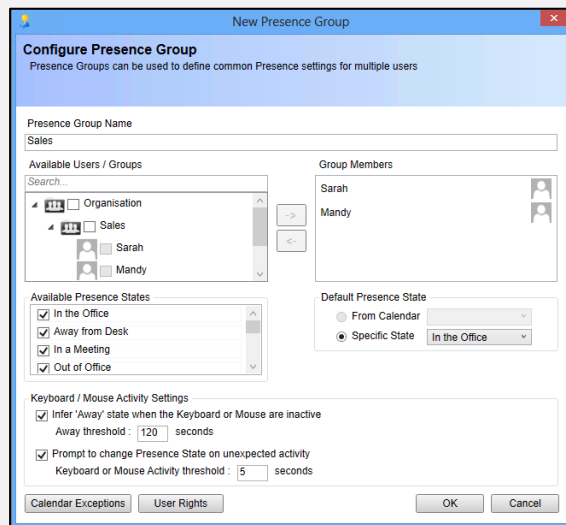 New Presence Group
Configure Presence Group
Presence Groups can be used to define common Presence settings for multiple users
Presence Group Name
Sales
Available Users / Groups
Search...
Organisation
Sales
Sarah
Mandy
->
<-
Group Members
Sarah
Mandy
Available Presence States
In the Office
Away from Desk
In a Meeting
Out of Office
Default Presence State
From Calendar
Specific State In the Office
Keyboard / Mouse Activity Settings
Infer 'Away' state when the Keyboard or Mouse are inactive
Away threshold : 120 seconds
Prompt to change Presence State on unexpected activity
Keyboard or Mouse Activity threshold : 5 seconds
Calendar Exceptions User Rights OK Cancel